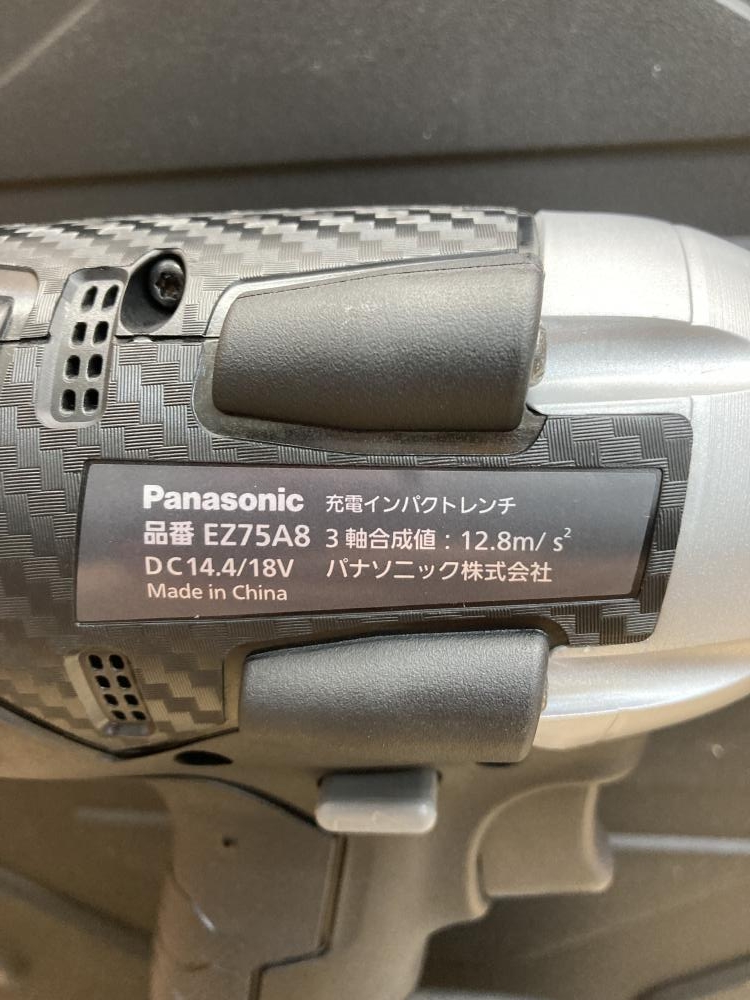 Panasonic 充電インパクトレンチ
品番 EZ75A8 3軸合成値：12.8m/s²
DC14.4/18V パナソニック株式会社
Made in China